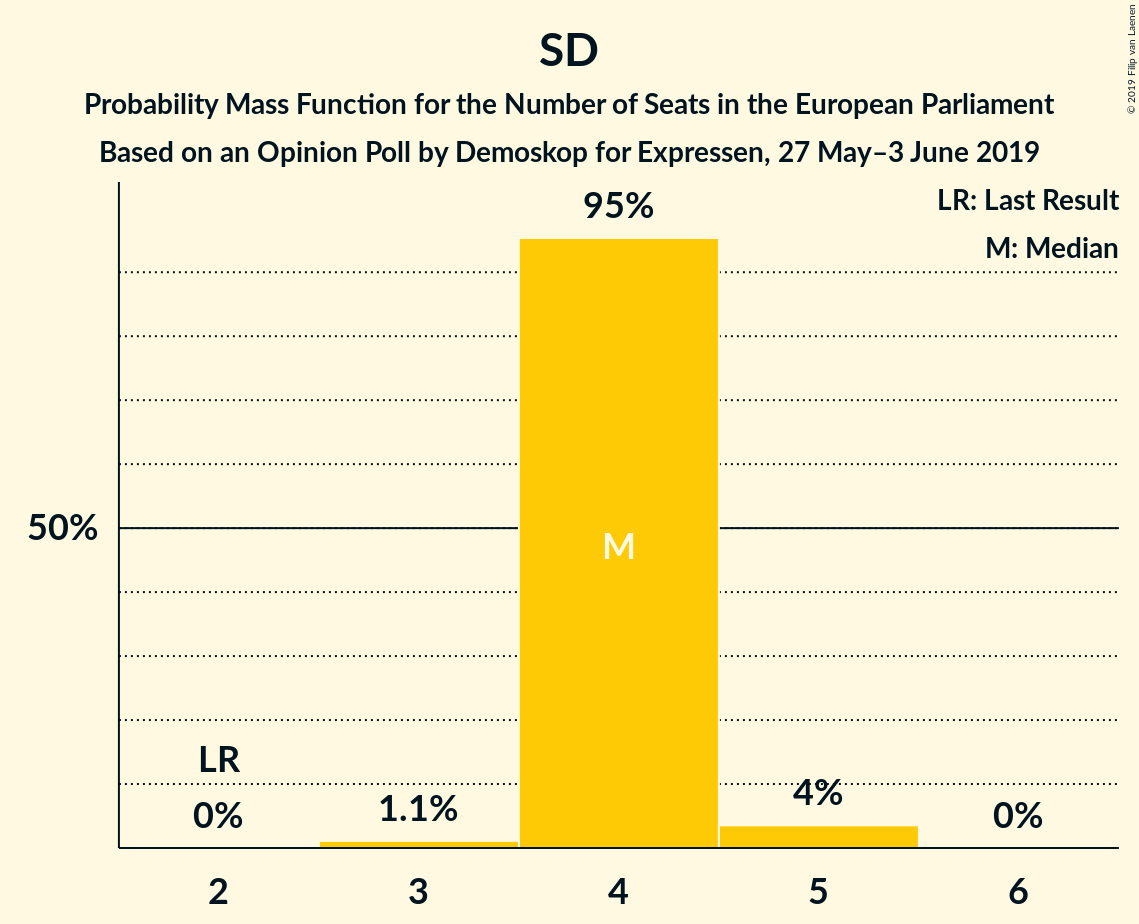 SD
Probability Mass Function for the Number of Seats in the European Parliament
Based on an Opinion Poll by Demoskop for Expressen, 27 May–3 June 2019
© 2019 Filip van Laenen
LR: Last Result
M: Median
95%
50%
M
LR
0%
1.1%
4%
0%
2
3
4
5
6